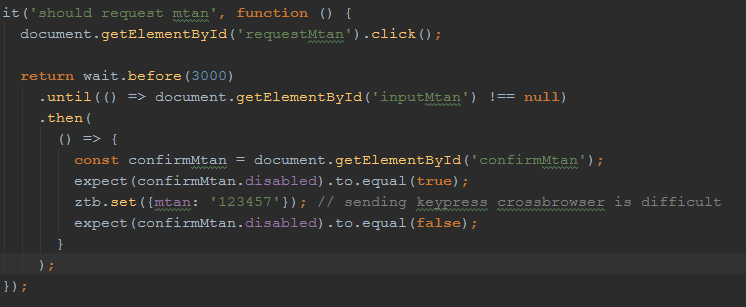 it('should request mtan', function () {
  document.getElementById('requestMtan').click();

  return wait.before(3000)
    .until(() => document.getElementById('inputMtan') !== null)
    .then(
      () => {
        const confirmMtan = document.getElementById('confirmMtan');
        expect(confirmMtan.disabled).to.equal(true);
        ztb.set({mtan: '123457'}); // sending keypress crossbrowser is difficult
        expect(confirmMtan.disabled).to.equal(false);
      }
    );
});